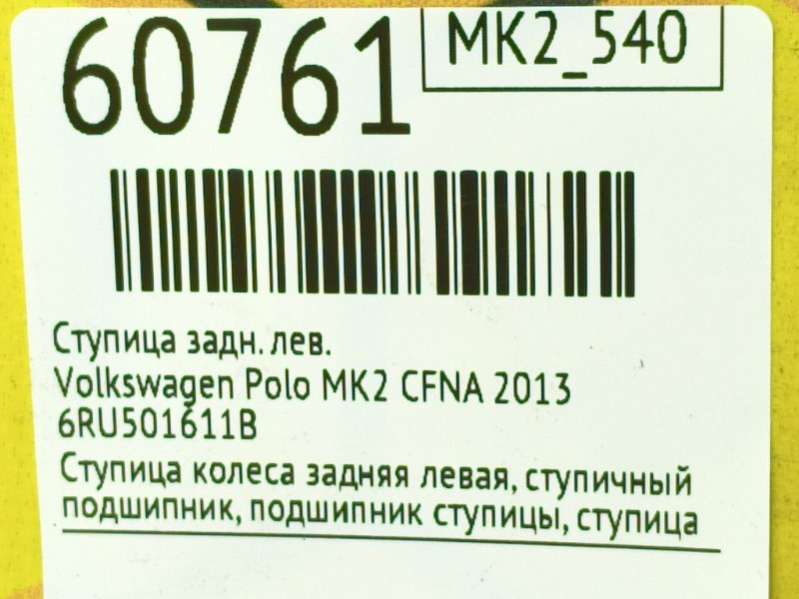 60761
MK2_540
Ступица задн. лев.
Volkswagen Polo MK2 CFNA 2013
6RU501611B
Ступица колеса задняя левая, ступичный
подшипник, подшипник ступицы, ступица